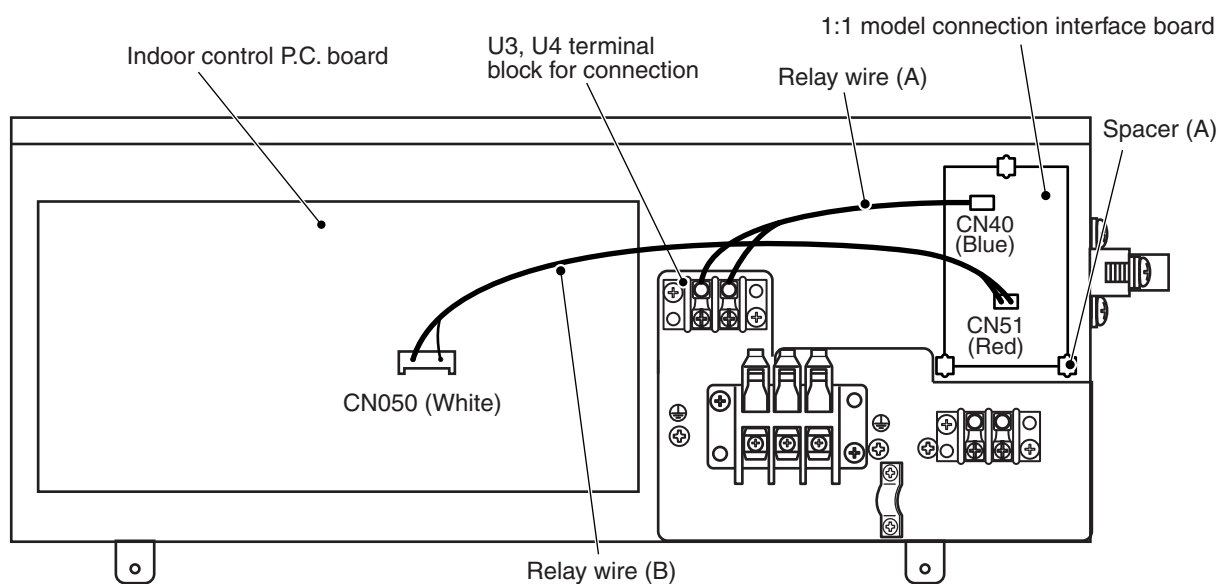 1:1 model connection interface board
U3, U4 terminal
block for connection
Indoor control P.C. board
Relay wire (A)
Spacer (A)
CN40
(Blue)
CN51
(Red)
CN050 (White)
Relay wire (B)